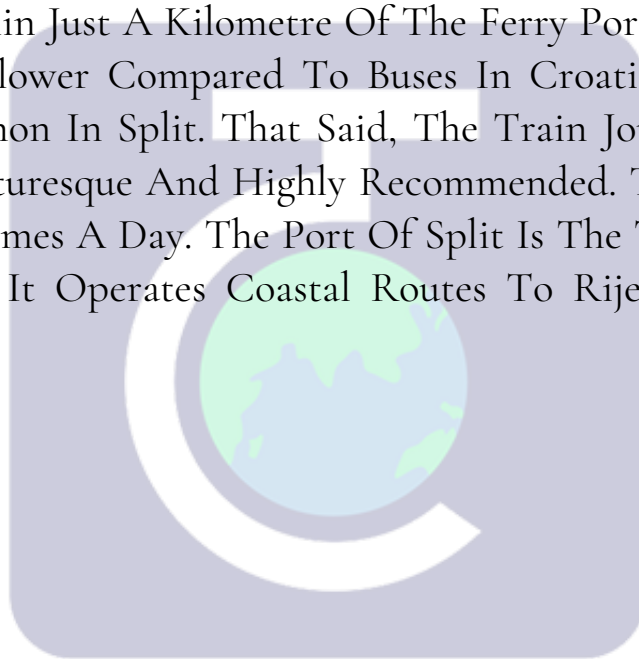 in Just A Kilometre Of The Ferry Por
lower Compared To Buses In Croati
non In Split. That Said, The Train Jo
turesque And Highly Recommended. T
mes A Day. The Port Of Split Is The
It Operates Coastal Routes To Rije